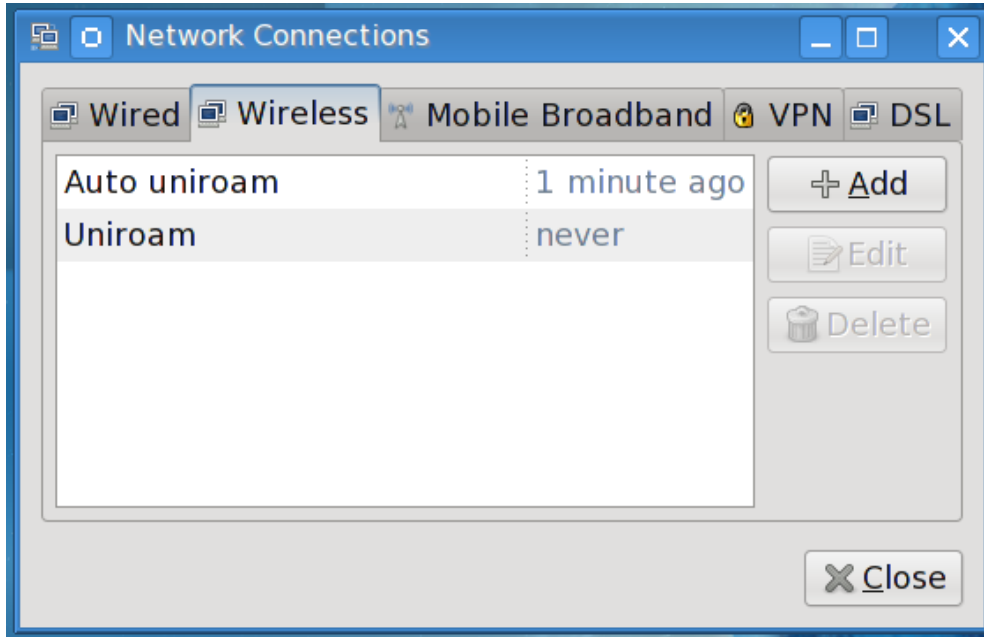 Network Connections
Wired Wireless Mobile Broadband VPN DSL
Auto uniroam 1 minute ago Add
Uniroam never
Edit
Delete
Close